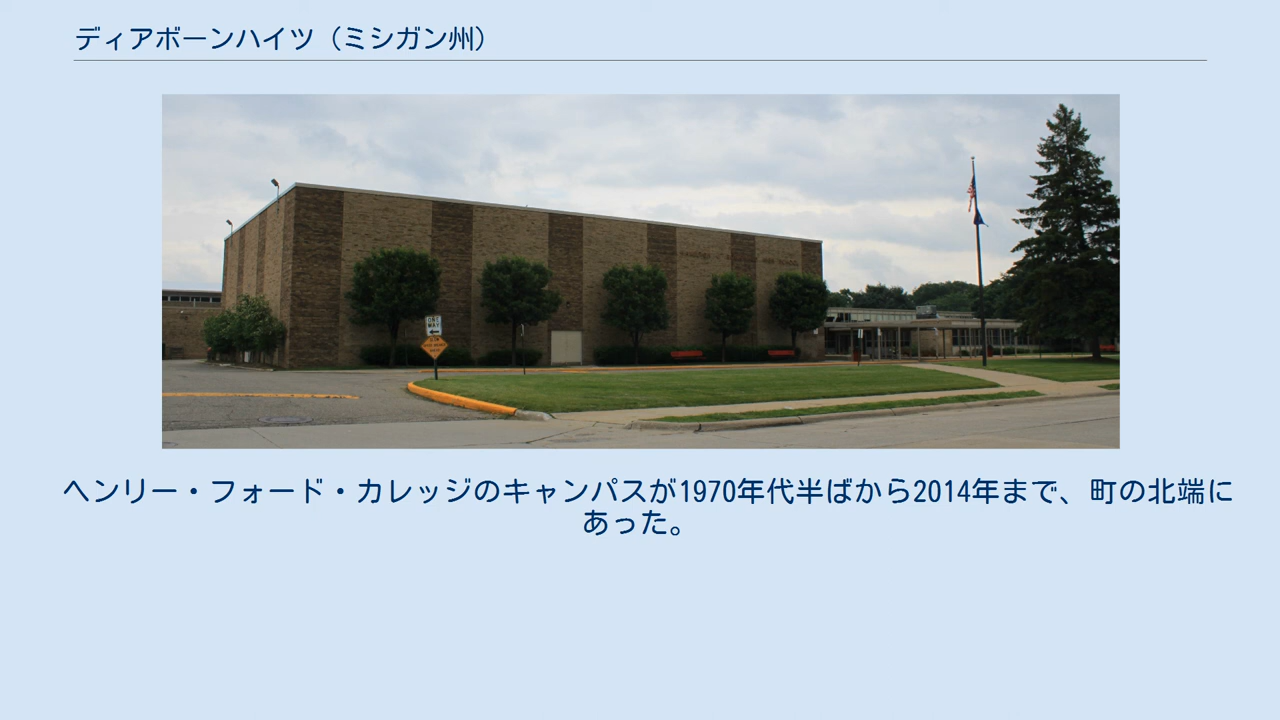 ディアボーンハイツ（ミシガン州）
ONE
WAY
ヘンリー・フォード・カレッジのキャンパスが1970年代半ばから2014年まで、町の北端に
あった。